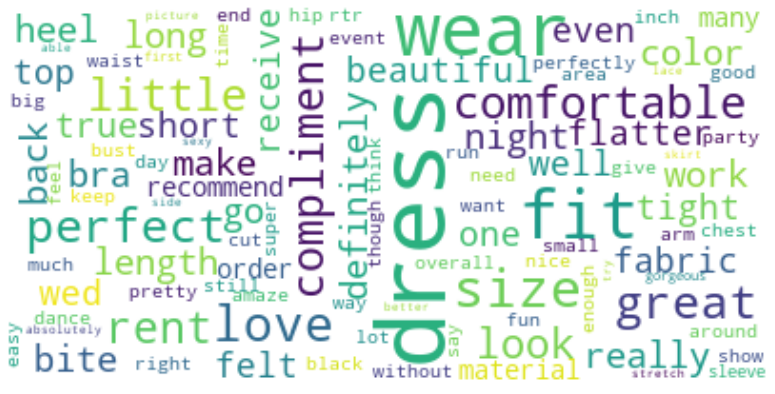 heel
long
picture
able
first
end
time
hip
rtr
inch
many
wear
even
color
waist
event
top
receive
compliment
beautiful
perfectly
area
lace
good
big
little
comfortable
true
short
definitely
dress
night
flatter
party
back
sexy
bust
day
make
think
run
skirt
feel
bra
recommend
well
give
work
keep
need
side
super
though
want
fit
tight
perfect
go
one
arm
chest
cut
small
much
length
order
overall
nice
fabric
still
gorgeous
try
wed
pretty
amaze
way
size
enough
great
better
dance
rent
love
fun
absolutely
lot
say
look
around
easy
bite
right
felt
black
without
material
really
show
stretch
sleeve